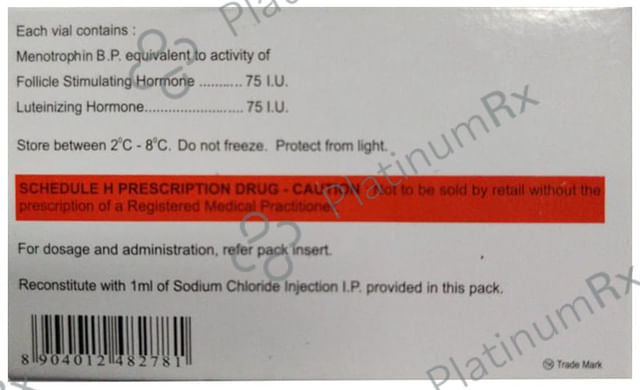 Each vial contains :
Menotrophin B.P. equivalent to activity of
Follicle Stimulating Hormone ........... 75 I.U.
Luteinizing Hormone........................ 75 I.U.
Store between 2°C - 8°C. Do not freeze. Protect from light.
SCHEDULE H PRESCRIPTION DRUG - CAUTION Not to be sold by retail without the
prescription of a Registered Medical Practitioner
For dosage and administration, refer pack insert.
Reconstitute with 1ml of Sodium Chloride Injection I.P. provided in this pack.
8 904012 482781
TM Trade Mark
PlatinumRx
PlatinumRx
PlatinumRx